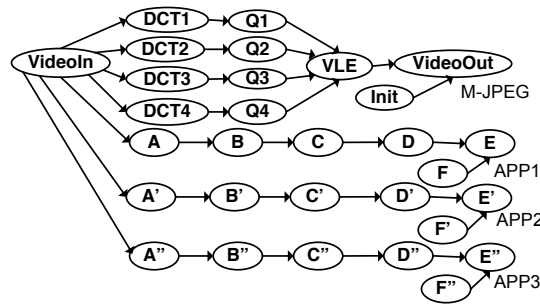 DCT1 Q1
DCT2 Q2
VideoIn VLE VideoOut
DCT3 Q3
Init M-JPEG
DCT4 Q4
A B C D E
F APP1
A' B' C' D' E'
F' APP2
A" B" C" D" E"
F" APP3